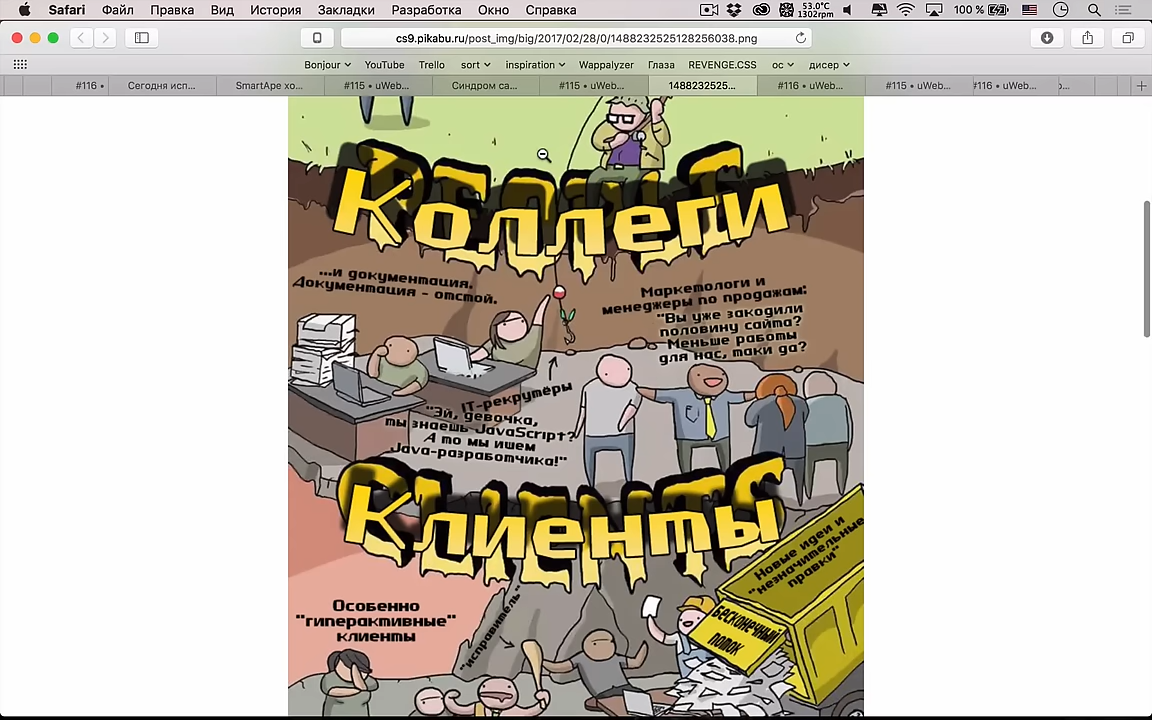 Safari Файл Правка Вид История Закладки Разработка Окно Справка 53.0°C 1302rpm 100 %
cs9.pikabu.ru/post_img/big/2017/02/28/0/1488232525128256038.png
Bonjour YouTube Trello sort inspiration Wappalyzer Глаза REVENGE.CSS ос дисер
#116 • Сегодня исп... SmartApe хо... #115 • uWeb... Синдром са... #115 • uWeb... 1488232525... #116 • uWeb... #115 • uWeb... #116 • uWeb...
Коллеги
...и документация.
Документация - отстой.
Маркетологи и
менеджеры по продажам:
"Вы уже закодили
половину сайта?
Меньше работы
для нас, таки да?
IT-рекрутёры
"Эй, девочка,
ты знаешь JavaScript?
А то мы ищем
Java-разработчика!"
CLIENTS
Клиенты
Новые идеи и
"незначительные
правки"
Особенно
"гиперактивные"
клиенты
"исправитель"
Бесконечный
поток